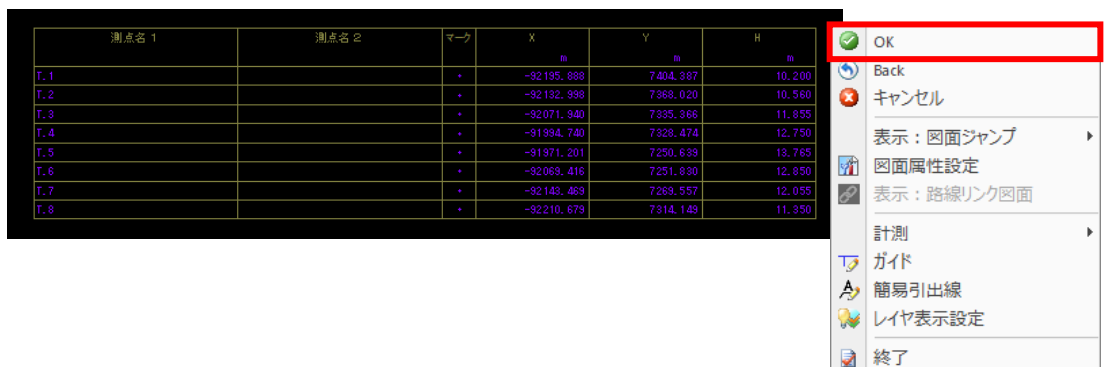 測点名 1 測点名 2 マーク X Y H
m m m
T.1 + -92195.888 7404.387 10.200
T.2 + -92132.998 7368.020 10.560
T.3 + -92071.940 7335.366 11.855
T.4 + -91994.740 7328.474 12.750
T.5 + -91971.201 7250.639 13.765
T.6 + -92069.416 7251.830 12.850
T.7 + -92143.469 7269.557 12.055
T.8 + -92210.679 7314.149 11.350
OK
Back
キャンセル
表示：図面ジャンプ
図面属性設定
表示：路線リンク図面
計測
ガイド
簡易引出線
レイヤ表示設定
終了